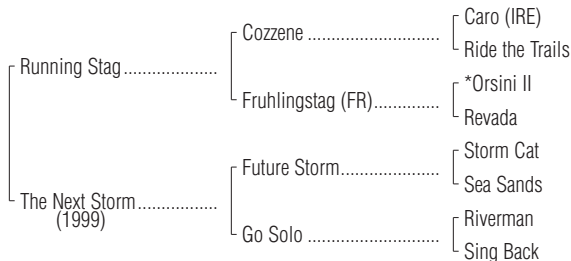 Caro (IRE)
Cozzene ..............................
Ride the Trails
Running Stag...................
*Orsini II
Fruhlingstag (FR)..............
Revada
Storm Cat
Future Storm........................
Sea Sands
The Next Storm................
(1999)
Riverman
Go Solo ..............................
Sing Back